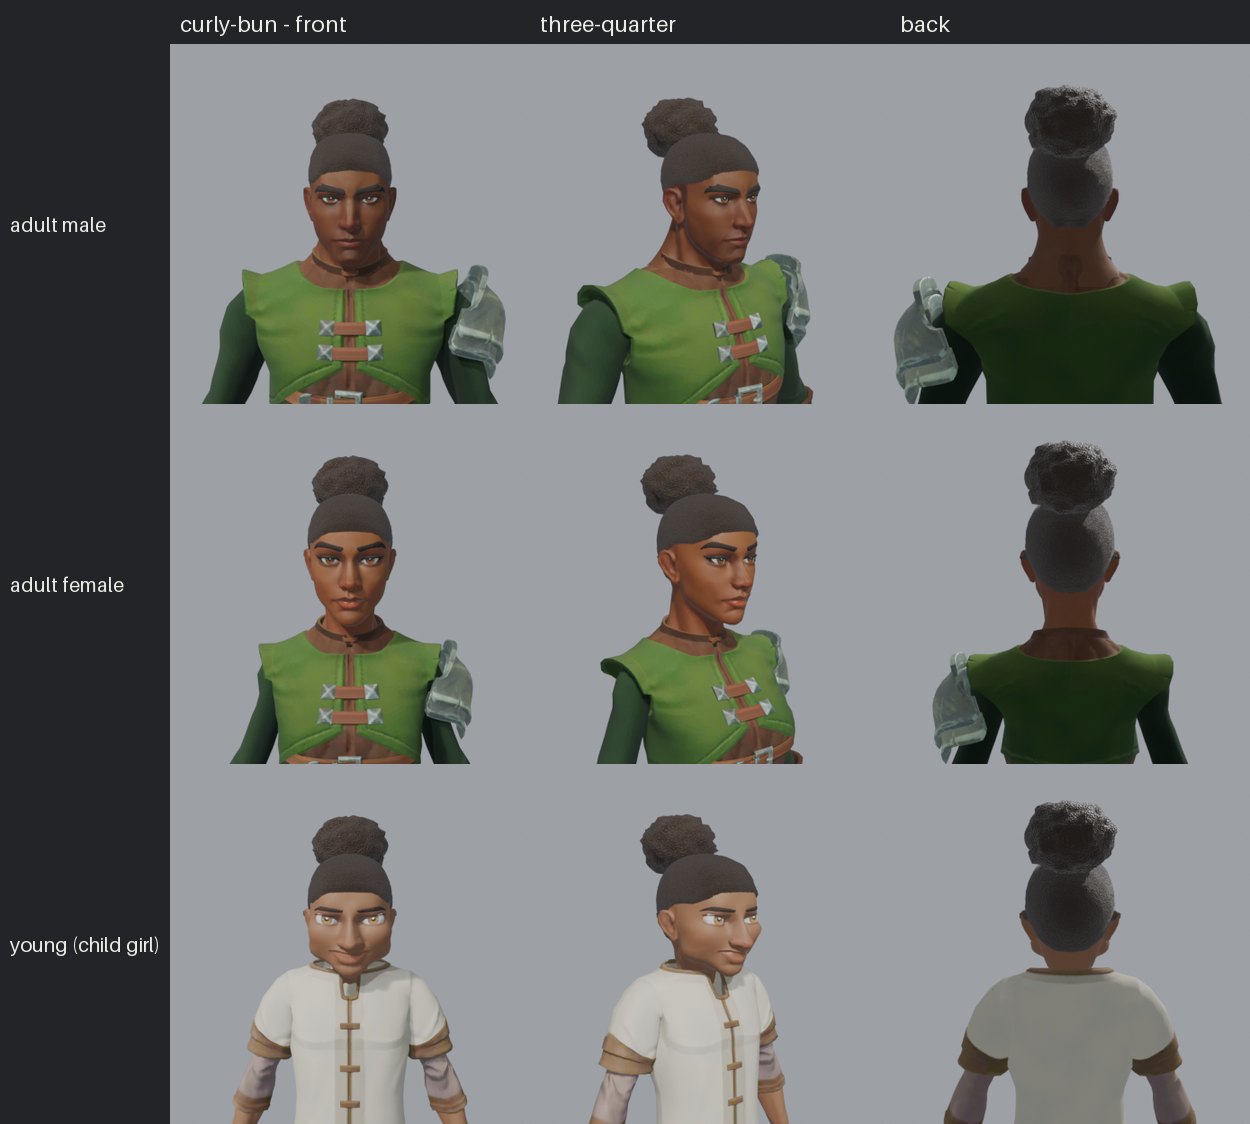 curly-bun - front
three-quarter
back
adult male
adult female
young (child girl)